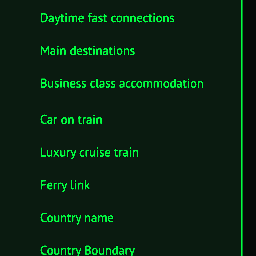 Daytime fast connections
Main destinations
Business class accommodation
Car on train
Luxury cruise train
Ferry link
Country name
Country Boundary